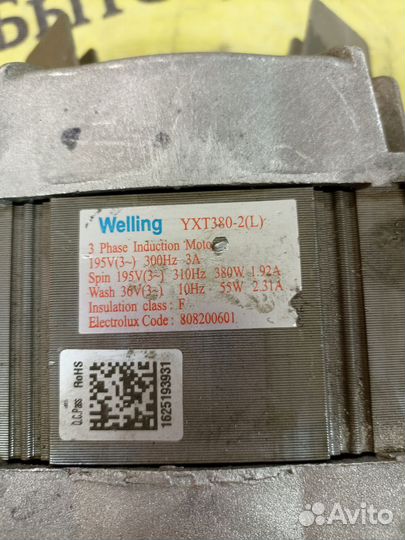 БЫТО
Welling YXT380-2(L)
3 Phase Induction Motor
195V(3~) 300Hz 3A
Spin 195V(3~) 310Hz 380W 1.92A
Wash 36V(3~) 10Hz 55W 2.31A
Insulation class: F
Electrolux Code: 808200601
Q.C.Pass RoHS
1625193931
Avito